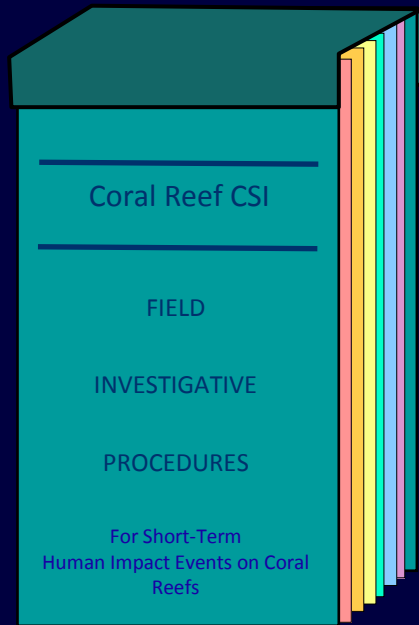 Coral Reef CSI
FIELD
INVESTIGATIVE
PROCEDURES
For Short-Term
Human Impact Events on Coral
Reefs